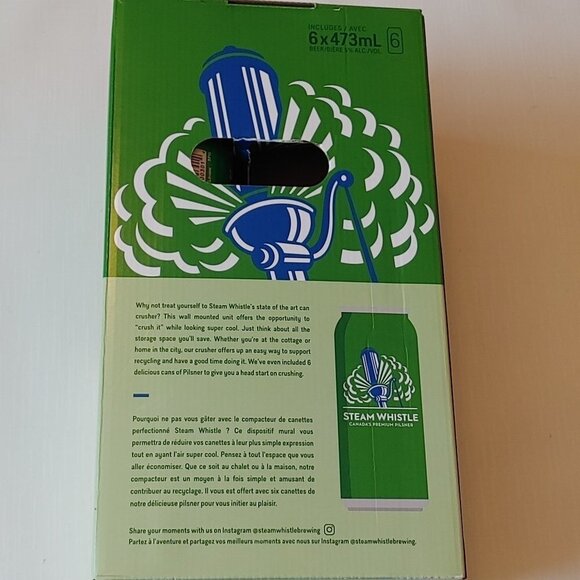 INCLUDES / AVEC
6x473mL
6
BEER/BIÈRE 5% ALC./VOL.
Why not treat yourself to Steam Whistle's state of the art can
crusher? This wall mounted unit offers the opportunity to
"crush it" while looking super cool. Just think about all the
storage space you'll save. Whether you're at the cottage or
home in the city, our crusher offers up an easy way to support
recycling and have a good time doing it. We've even included 6
delicious cans of Pilsner to give you a head start on crushing.
Pourquoi ne pas vous gâter avec le compacteur de canettes
perfectionné Steam Whistle ? Ce dispositif mural vous
permettra de réduire vos canettes à leur plus simple expression
tout en ayant l'air super cool. Pensez à tout l'espace que vous
aller économiser. Que ce soit au chalet ou à la maison, notre
compacteur est un moyen à la fois simple et amusant de
contribuer au recyclage. Il vous est offert avec six canettes de
notre délicieuse pilsner pour vous initier au plaisir.
STEAM WHISTLE
CANADA'S PREMIUM PILSNER
Share your moments with us on Instagram @steamwhistlebrewing
Partez à l'aventure et partagez vos meilleurs moments avec nous sur Instagram @steamwhistlebrewing.